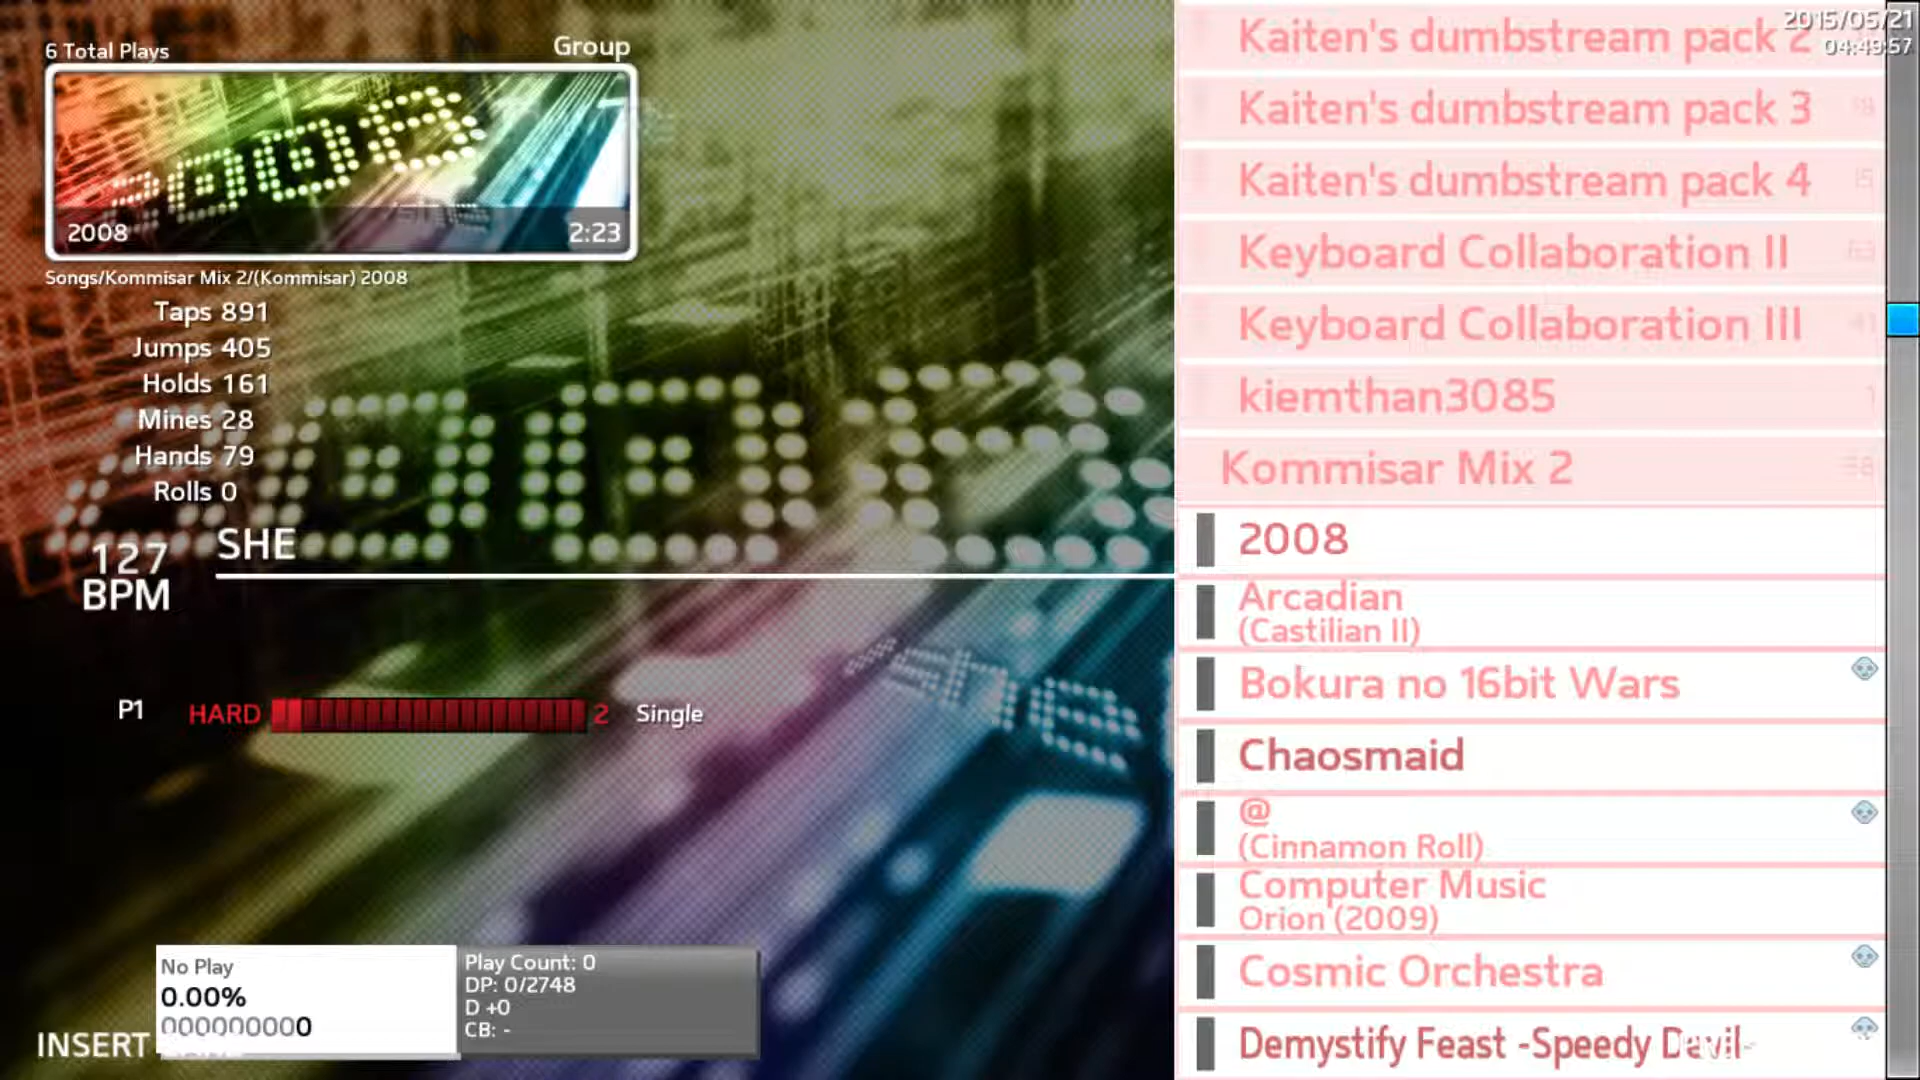 6 Total Plays
Group
2008
2:23
Songs/Kommisar Mix 2/(Kommisar) 2008
Taps 891
Jumps 405
Holds 161
Mines 28
Hands 79
Rolls 0
127
BPM
SHE
P1
HARD
2
Single
No Play
0.00%
0000000000
Play Count: 0
DP: 0/2748
D +0
CB: -
INSERT
2015/05/21
04:49:57
Kaiten's dumbstream pack 2
Kaiten's dumbstream pack 3
Kaiten's dumbstream pack 4
Keyboard Collaboration II
Keyboard Collaboration III
kiemthan3085
Kommisar Mix 2
2008
Arcadian
(Castilian II)
Bokura no 16bit Wars
Chaosmaid
@
(Cinnamon Roll)
Computer Music
Orion (2009)
Cosmic Orchestra
Demystify Feast -Speedy Devil-